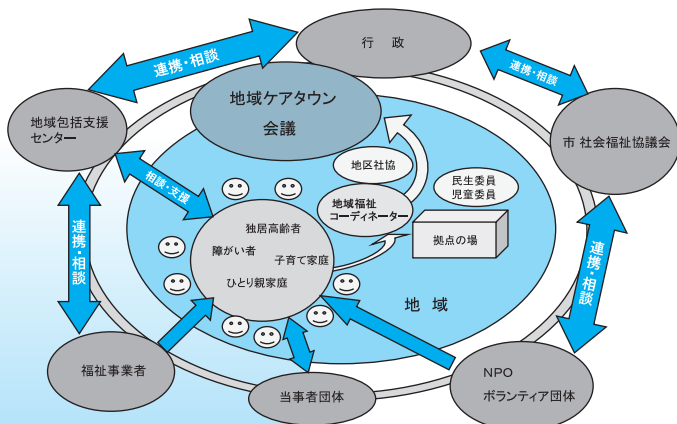 行　政
連携・相談
連携・相談
地域ケアタウン
会議
地域包括支援
センター
市 社会福祉協議会
地区社協
民生委員
児童委員
相談・支援
地域福祉
コーディネーター
独居高齢者
障がい者
子育て家庭
ひとり親家庭
拠点の場
連携・相談
連携・相談
地　域
福祉事業者
当事者団体
NPO
ボランティア団体